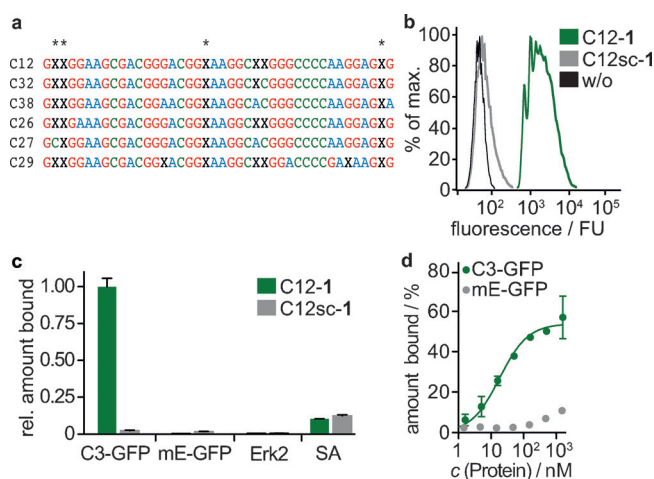 a
** * *
C12 GXXGGAAGCGACGGGACGGXAAGGCXXGGGCCCCAAGGAGXG
C32 GXXGGAAGCGACGGGACGGXAAGGCXCGGGCCCCAAGGAGXG
C38 GXXGGAAGCGACGGAACGGXAAGGCACGGGCCCCAAGGAGXA
C26 GXXGAAAGCGACGGGACGGXAAGGCXCGGGCCCCAAGGAGXG
C27 GCXGGAAGCGACGGGACGGXAAGGCACGGGCCCCAAGGAGXG
C29 GXXGGAAGCGACGGXACGGXAAGGCXXGGACCCCGAXAAGXG
b
C12-1
C12sc-1
w/o
% of max.
100
80
60
40
20
0
10² 10³ 10⁴ 10⁵
fluorescence / FU
c
C12-1
C12sc-1
rel. amount bound
1.00
0.75
0.50
0.25
0
C3-GFP mE-GFP Erk2 SA
d
C3-GFP
mE-GFP
amount bound / %
80
60
40
20
0
1 10 10² 10³
c (Protein) / nM